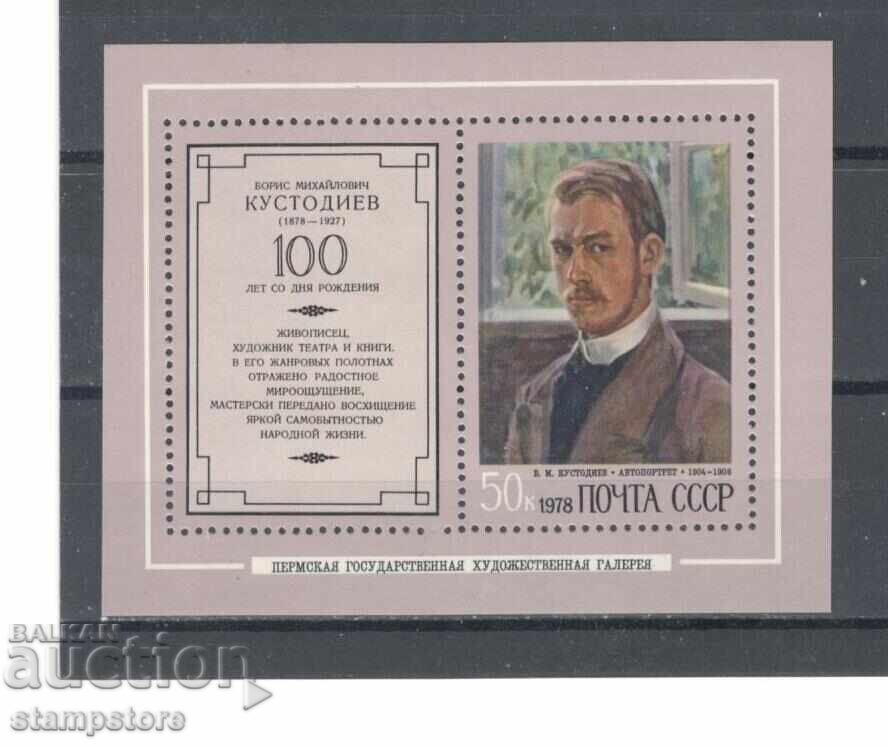 БОРИС МИХАЙЛОВИЧ
КУСТОДИЕВ
(1878—1927)
100
ЛЕТ СО ДНЯ РОЖДЕНИЯ
ЖИВОПИСЕЦ,
ХУДОЖНИК ТЕАТРА И КНИГИ.
В ЕГО ЖАНРОВЫХ ПОЛОТНАХ
ОТРАЖЕНО РАДОСТНОЕ
МИРООЩУЩЕНИЕ,
МАСТЕРСКИ ПЕРЕДАНО ВОСХИЩЕНИЕ
ЯРКОЙ САМОБЫТНОСТЬЮ
НАРОДНОЙ ЖИЗНИ.
Б. М. КУСТОДИЕВ • АВТОПОРТРЕТ • 1904-1906
50к 1978 ПОЧТА СССР
ПЕРМСКАЯ ГОСУДАРСТВЕННАЯ ХУДОЖЕСТВЕННАЯ ГАЛЕРЕЯ
BALKAN
auction
stampstore